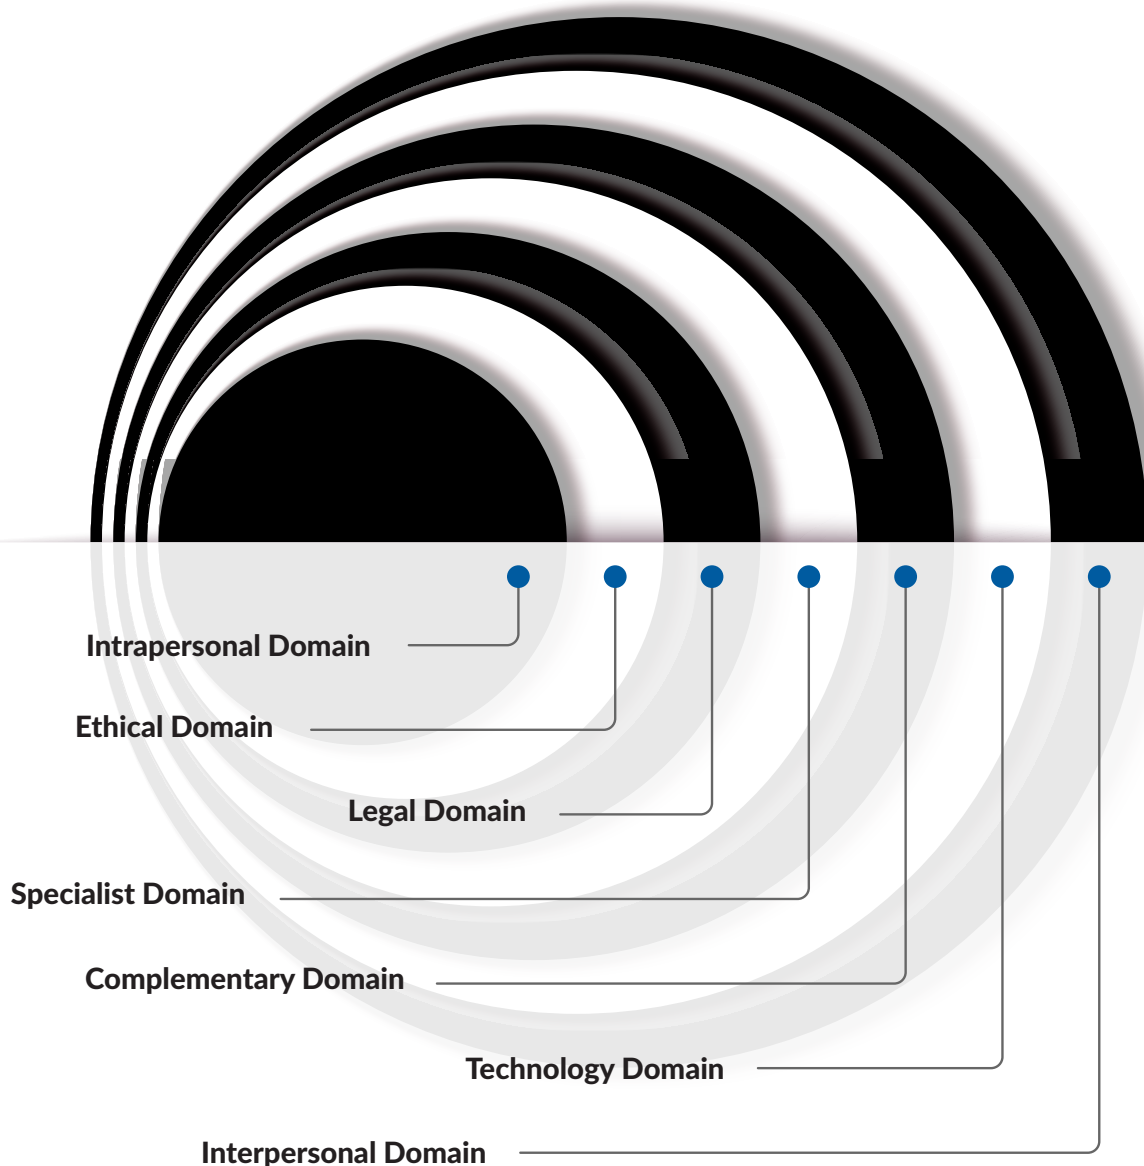 Intrapersonal Domain
Ethical Domain
Legal Domain
Specialist Domain
Complementary Domain
Technology Domain
Interpersonal Domain